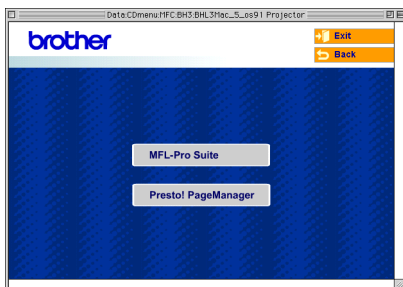 Data:CDmenu:MFC:BH3:BHL3Mac_5_os91 Projector
brother
Exit
Back
MFL-Pro Suite
Presto! PageManager